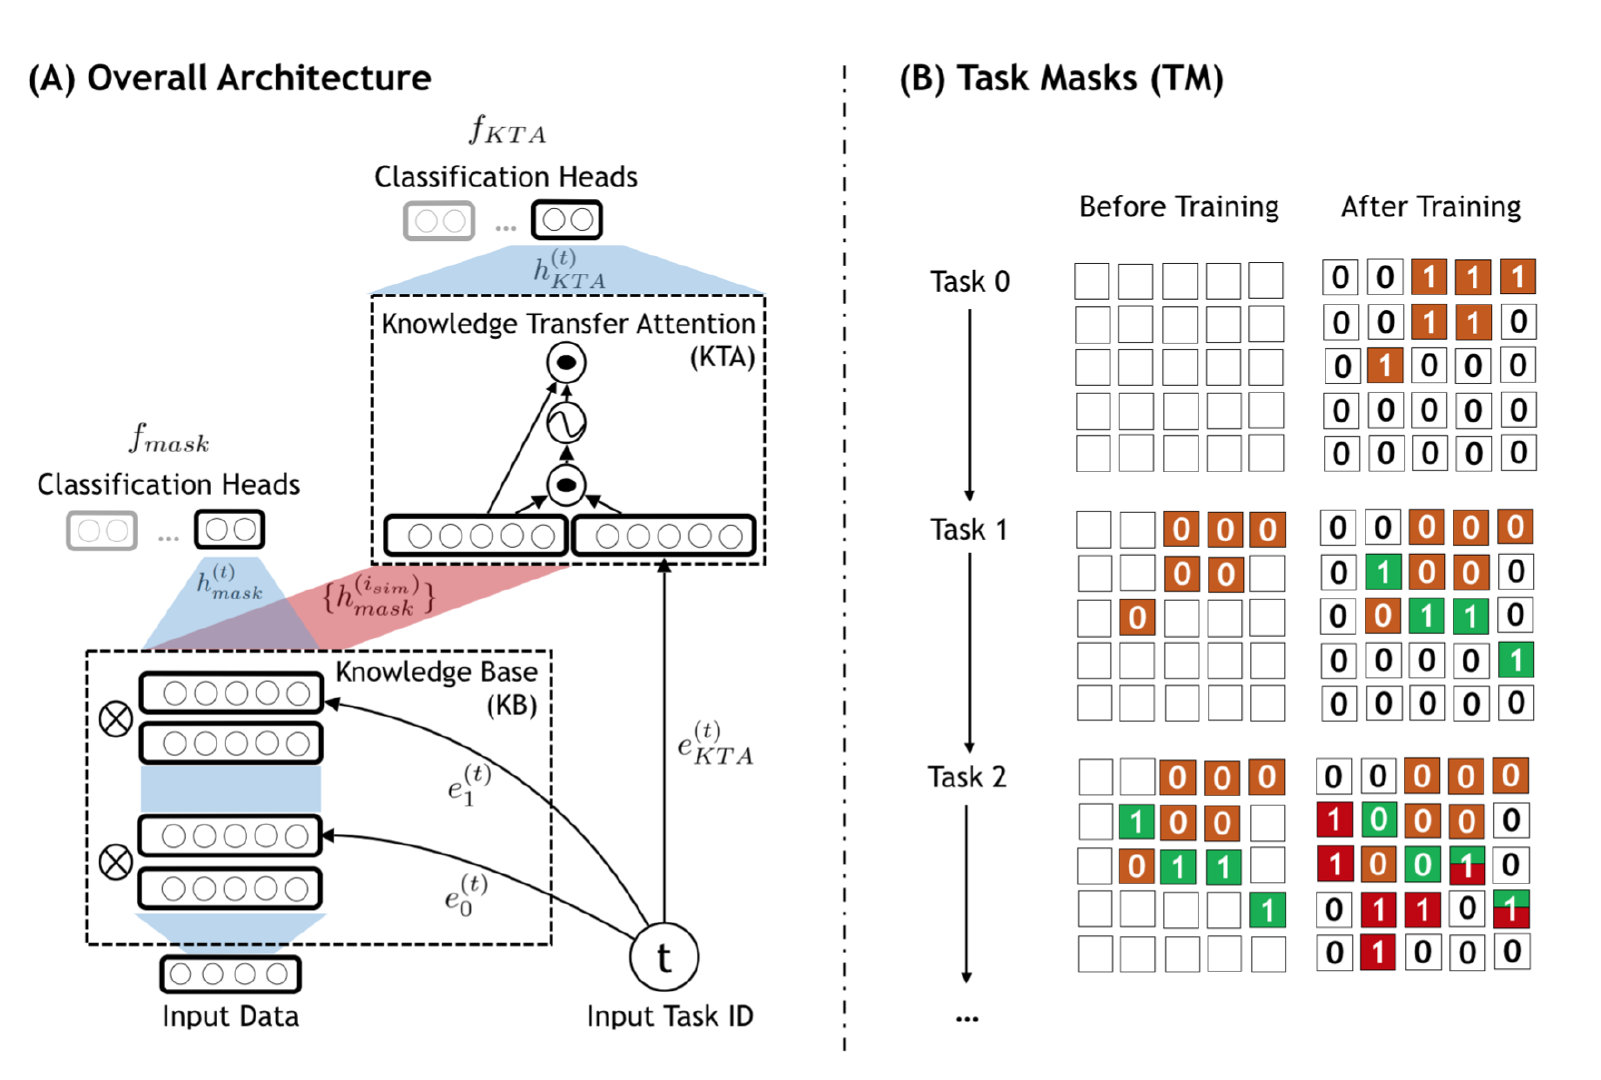 (A) Overall Architecture
f_{KTA}
Classification Heads
...
h_{KTA}^{(t)}
Knowledge Transfer Attention
(KTA)
f_{mask}
Classification Heads
...
h_{mask}^{(t)}
{h_{mask}^{(i_{sim})}}
Knowledge Base
(KB)
e_1^{(t)}
e_{KTA}^{(t)}
e_0^{(t)}
t
Input Data
Input Task ID
(B) Task Masks (TM)
Before Training After Training
Task 0
0 0 1 1 1
0 0 1 1 0
0 1 0 0 0
0 0 0 0 0
0 0 0 0 0
Task 1
0 0 0
0 0
0
0 0 0 0 0
0 1 0 0 0
0 0 1 1 0
0 0 0 0 1
0 0 0 0 0
Task 2
0 0 0
1 0 0
0 1 1
1
0 0 0 0 0
1 0 0 0 0
1 0 0 1 0
0 1 1 0 1
0 1 0 0 0
...